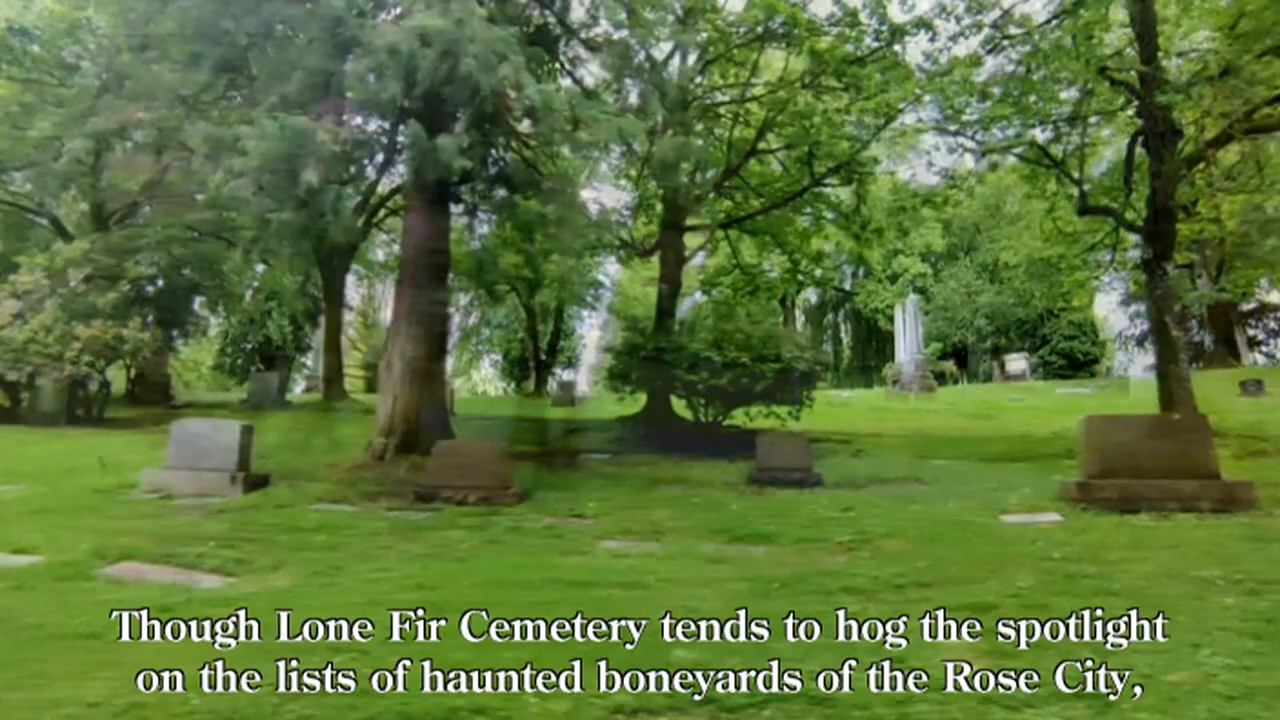 Though Lone Fir Cemetery tends to hog the spotlight
on the lists of haunted boneyards of the Rose City,